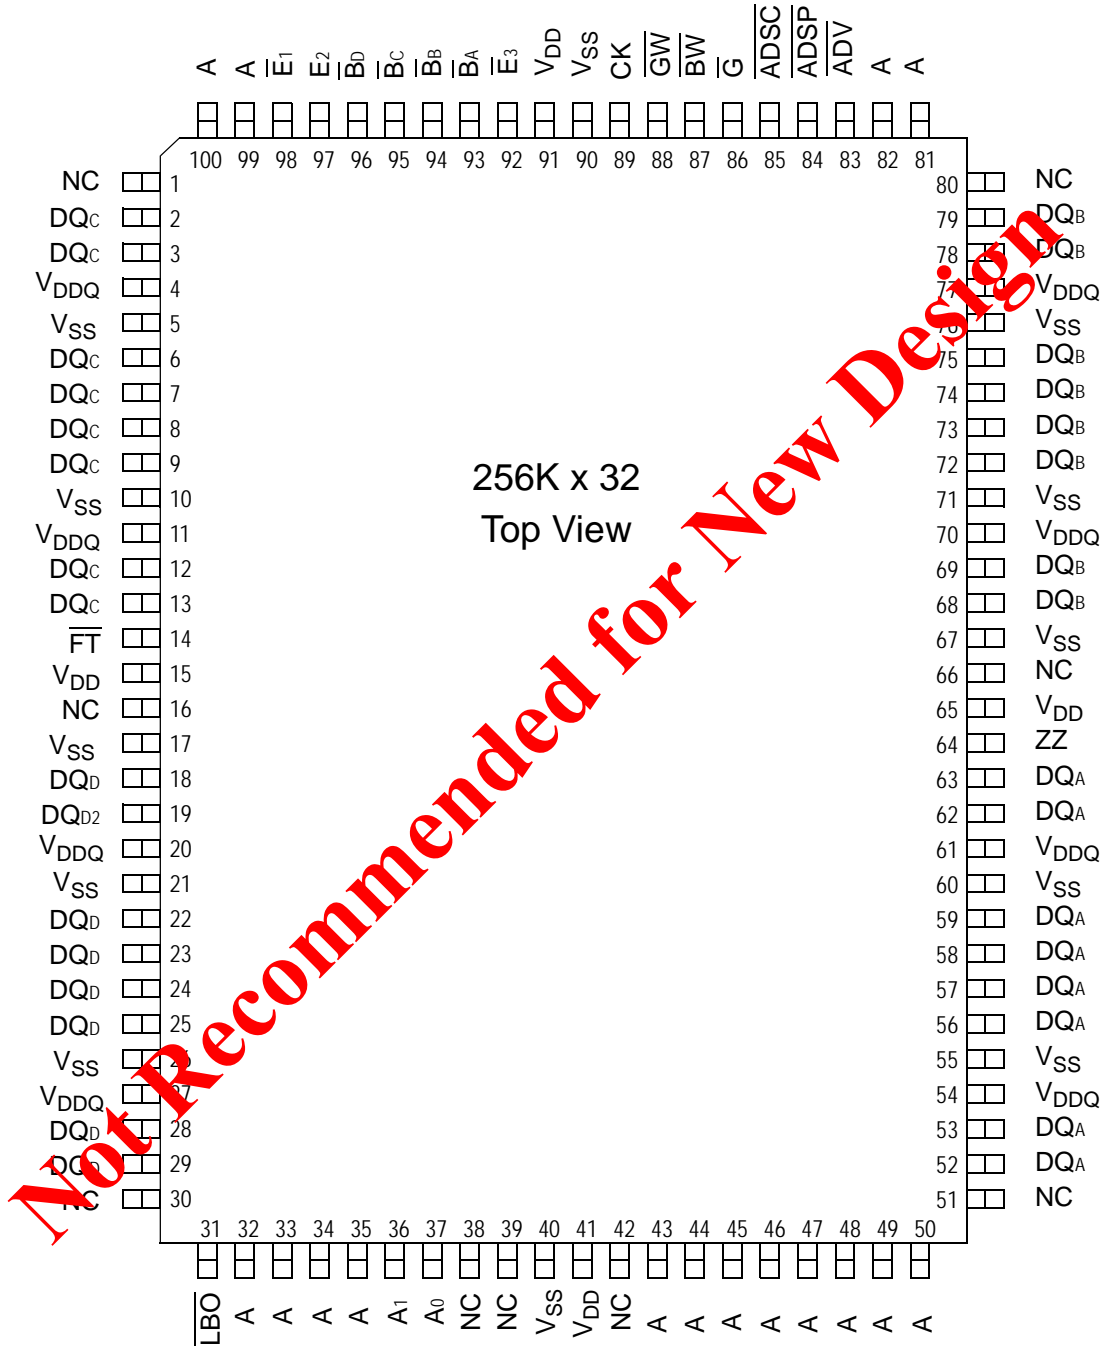 A A E1 E2 BD BC BB BA E3 VDD VSS CK GW BW G ADSC ADSP ADV A A
100 99 98 97 96 95 94 93 92 91 90 89 88 87 86 85 84 83 82 81
NC 1 80 NC
DQC 2 79 DQB
DQC 3 78 DQB
VDDQ 4 77 VDDQ
VSS 5 76 VSS
DQC 6 75 DQB
DQC 7 74 DQB
DQC 8 73 DQB
DQC 9 72 DQB
256K x 32
VSS 10 71 VSS
Top View
VDDQ 11 70 VDDQ
DQC 12 69 DQB
DQC 13 68 DQB
FT 14 67 VSS
VDD 15 66 NC
NC 16 65 VDD
VSS 17 64 ZZ
DQD 18 63 DQA
DQD2 19 62 DQA
VDDQ 20 61 VDDQ
VSS 21 60 VSS
DQD 22 59 DQA
DQD 23 58 DQA
DQD 24 57 DQA
DQD 25 56 DQA
VSS 26 55 VSS
VDDQ 27 54 VDDQ
DQD 28 53 DQA
DQD 29 52 DQA
NC 30 51 NC
31 32 33 34 35 36 37 38 39 40 41 42 43 44 45 46 47 48 49 50
LBO A A A A A1 A0 NC NC VSS VDD NC A A A A A A A A
Not Recommended for New Design